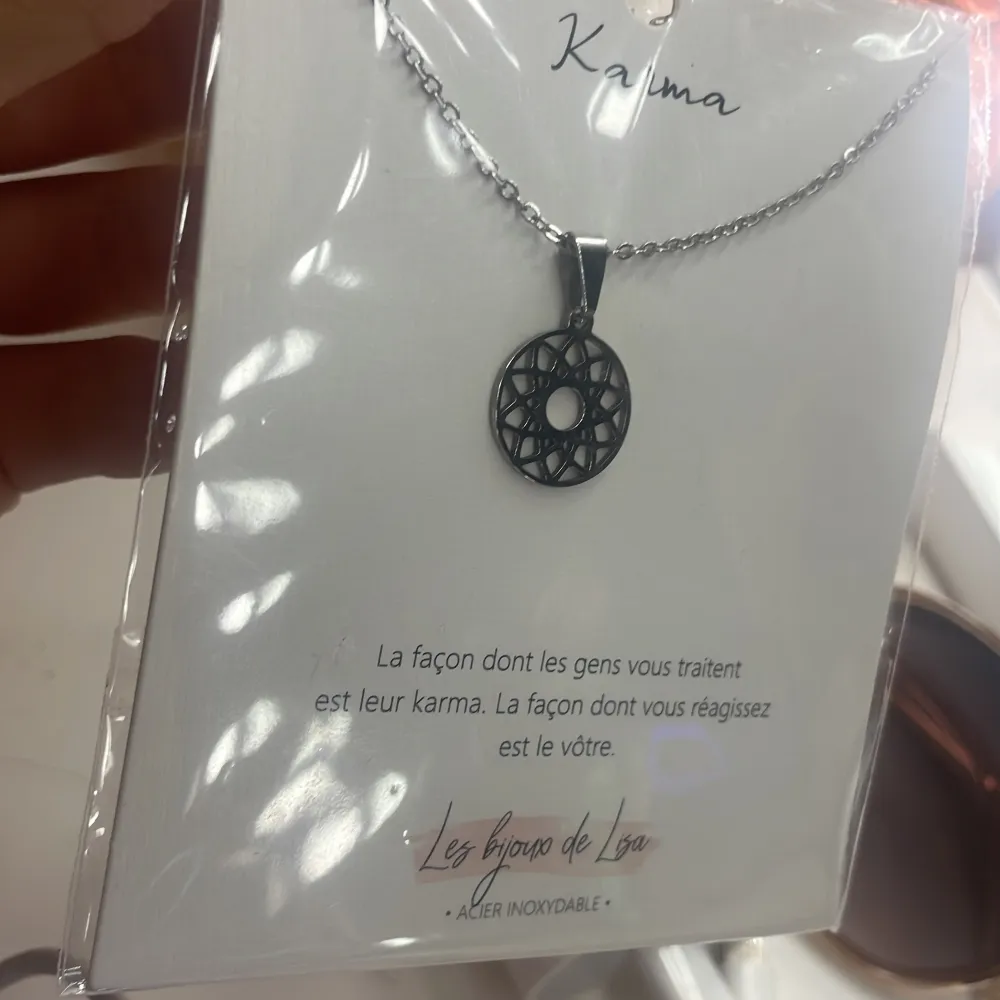 Karma
La façon dont les gens vous traitent
est leur karma. La façon dont vous réagissez
est le vôtre.
Les bijoux de Lisa
• ACIER INOXYDABLE •